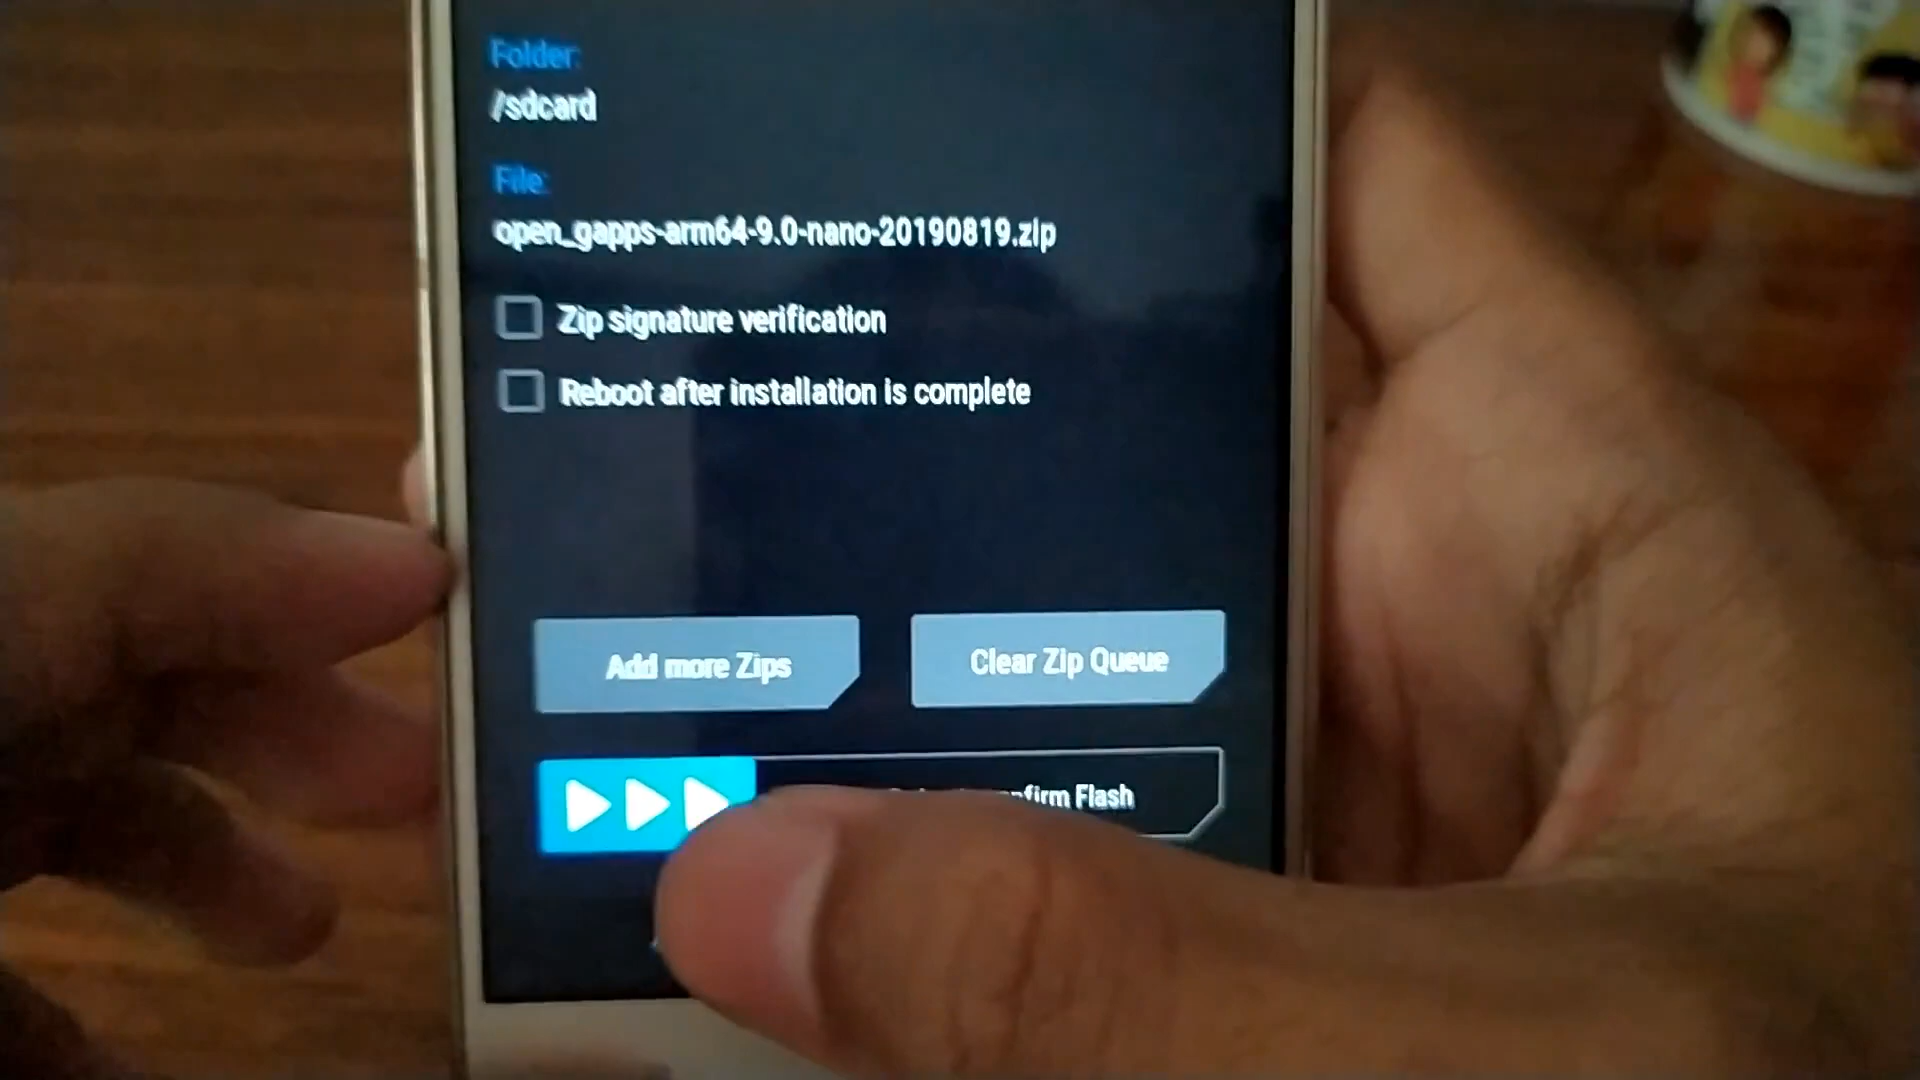 Folder:
/sdcard
File:
open_gapps-arm64-9.0-nano-20190819.zip
Zip signature verification
Reboot after installation is complete
Add more Zips
Clear Zip Queue
Flash